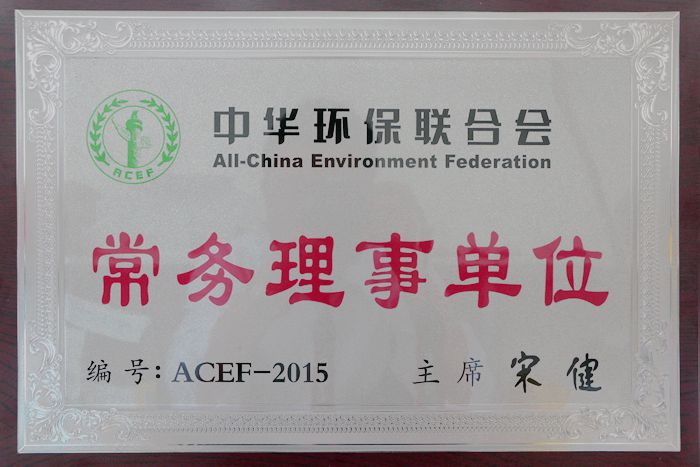 ACEF
中华环保联合会
All-China Environment Federation
常务理事单位
编号：ACEF-2015
主席 宋健